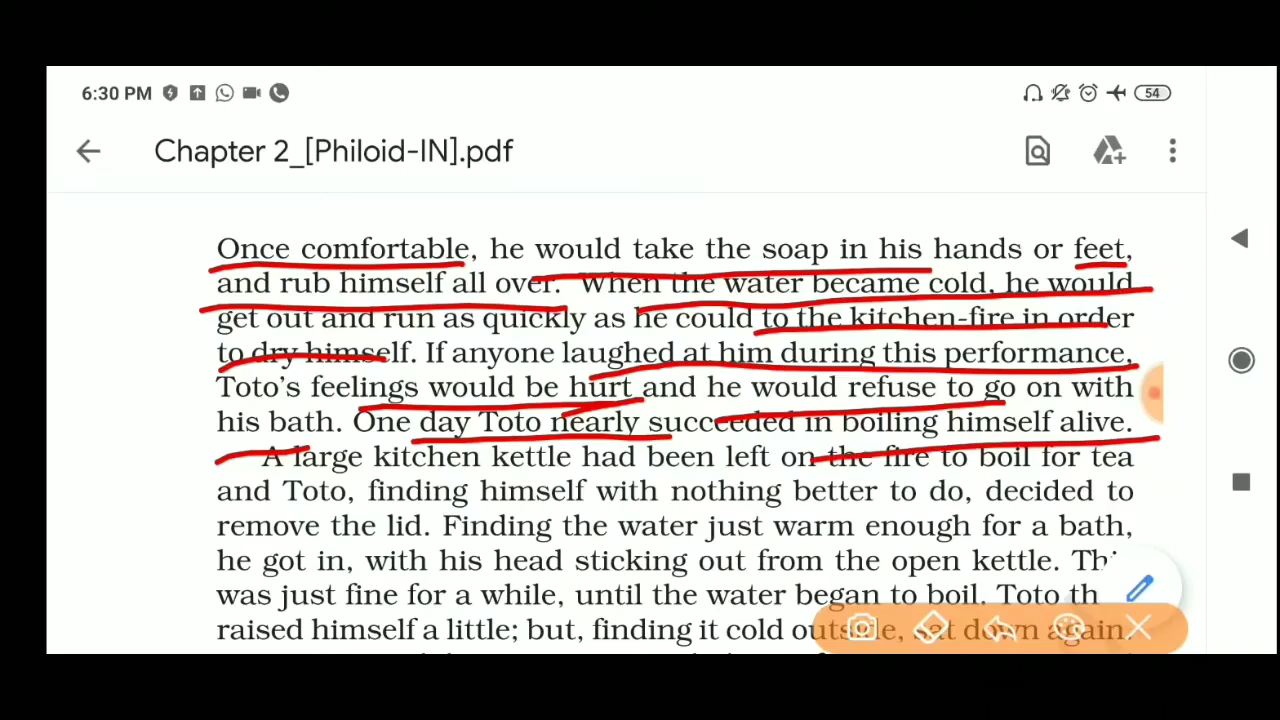 6:30 PM 54
Chapter 2_[Philoid-IN].pdf
Once comfortable, he would take the soap in his hands or feet,
and rub himself all over. When the water became cold, he would
get out and run as quickly as he could to the kitchen-fire in order
to dry himself. If anyone laughed at him during this performance,
Toto's feelings would be hurt and he would refuse to go on with
his bath. One day Toto nearly succeeded in boiling himself alive.
A large kitchen kettle had been left on the fire to boil for tea
and Toto, finding himself with nothing better to do, decided to
remove the lid. Finding the water just warm enough for a bath,
he got in, with his head sticking out from the open kettle.
was just fine for a while, until the water began to boil. Toto
raised himself a little; but, finding it cold outside, sat down again.